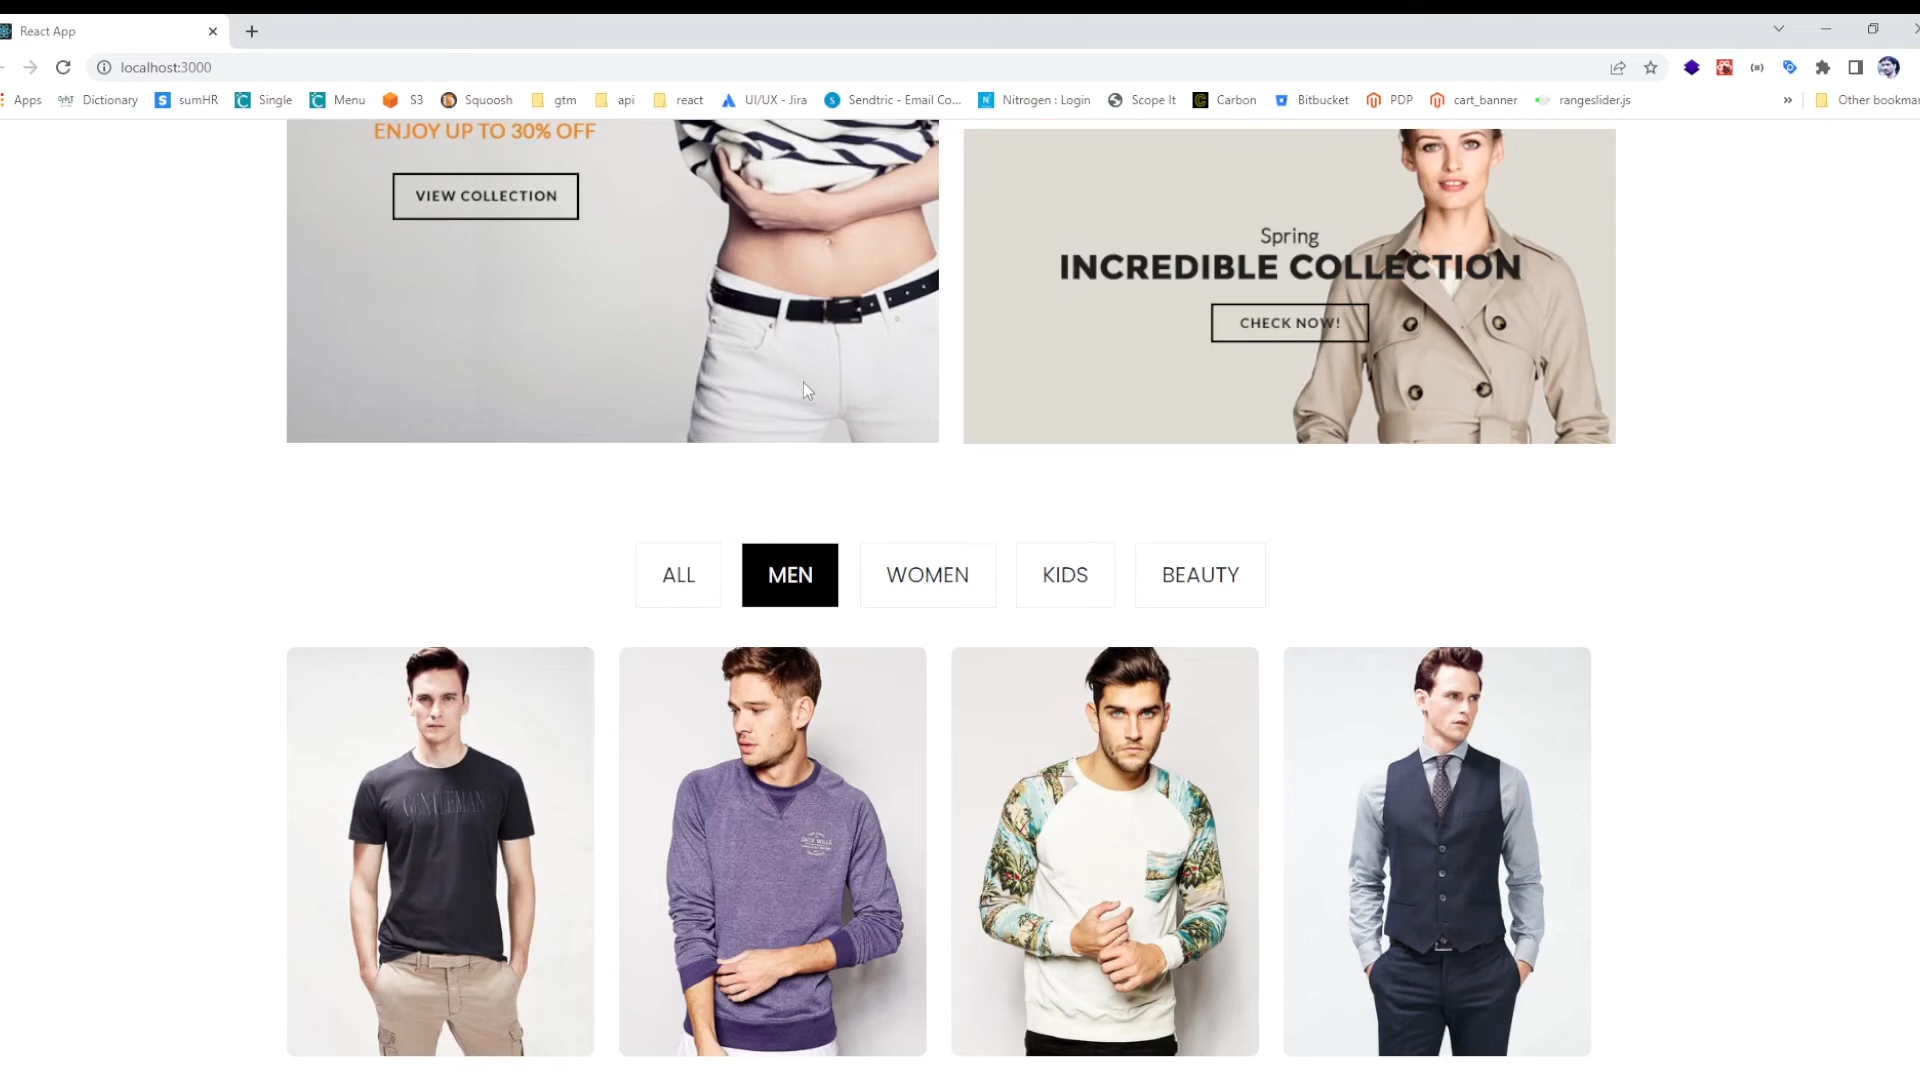 React App
localhost:3000
Apps Dictionary sumHR Single Menu S3 Squoosh gtm api react UI/UX - Jira Sendtric - Email Co... Nitrogen : Login Scope It Carbon Bitbucket PDP cart_banner rangeslider.js » Other bookmar
ENJOY UP TO 30% OFF
VIEW COLLECTION
Spring
INCREDIBLE COLLECTION
CHECK NOW!
ALL MEN WOMEN KIDS BEAUTY
GENTLEMAN
JACK WILLS